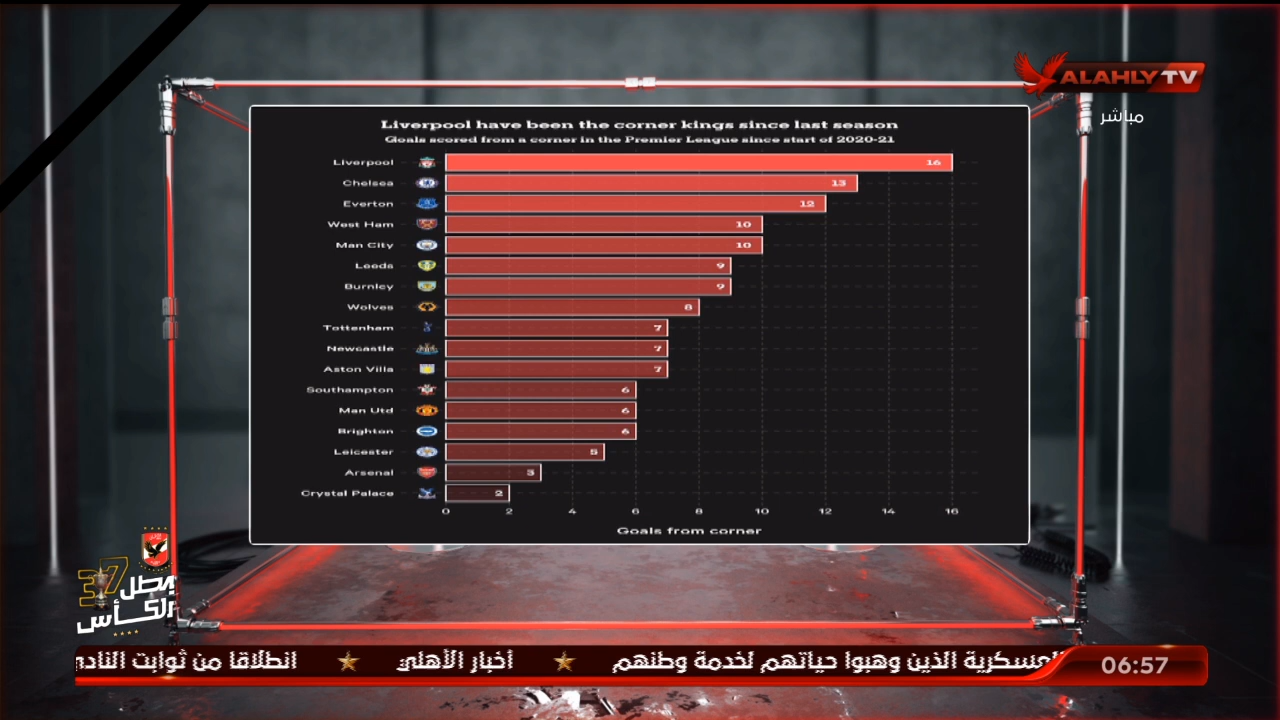 ALAHLY TV
مباشر
Liverpool have been the corner kings since last season
Goals scored from a corner in the Premier League since start of 2020-21
Liverpool 16
Chelsea 13
Everton 12
West Ham 10
Man City 10
Leeds 9
Burnley 9
Wolves 8
Tottenham 7
Newcastle 7
Aston Villa 7
Southampton 6
Man Utd 6
Brighton 6
Leicester 5
Arsenal 3
Crystal Palace 2
0 2 4 6 8 10 12 14 16
Goals from corner
37
بطل
الكأس
العسكرية الذين وهبوا حياتهم لخدمة وطنهم ★ أخبار الأهلي ★ انطلاقا من ثوابت
06:57